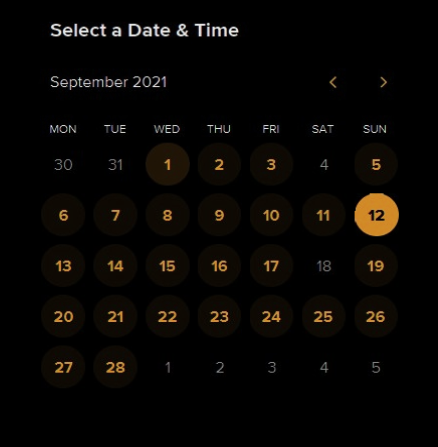 Select a Date & Time
September 2021
MON TUE WED THU FRI SAT SUN
30 31 1 2 3 4 5
6 7 8 9 10 11 12
13 14 15 16 17 18 19
20 21 22 23 24 25 26
27 28 1 2 3 4 5